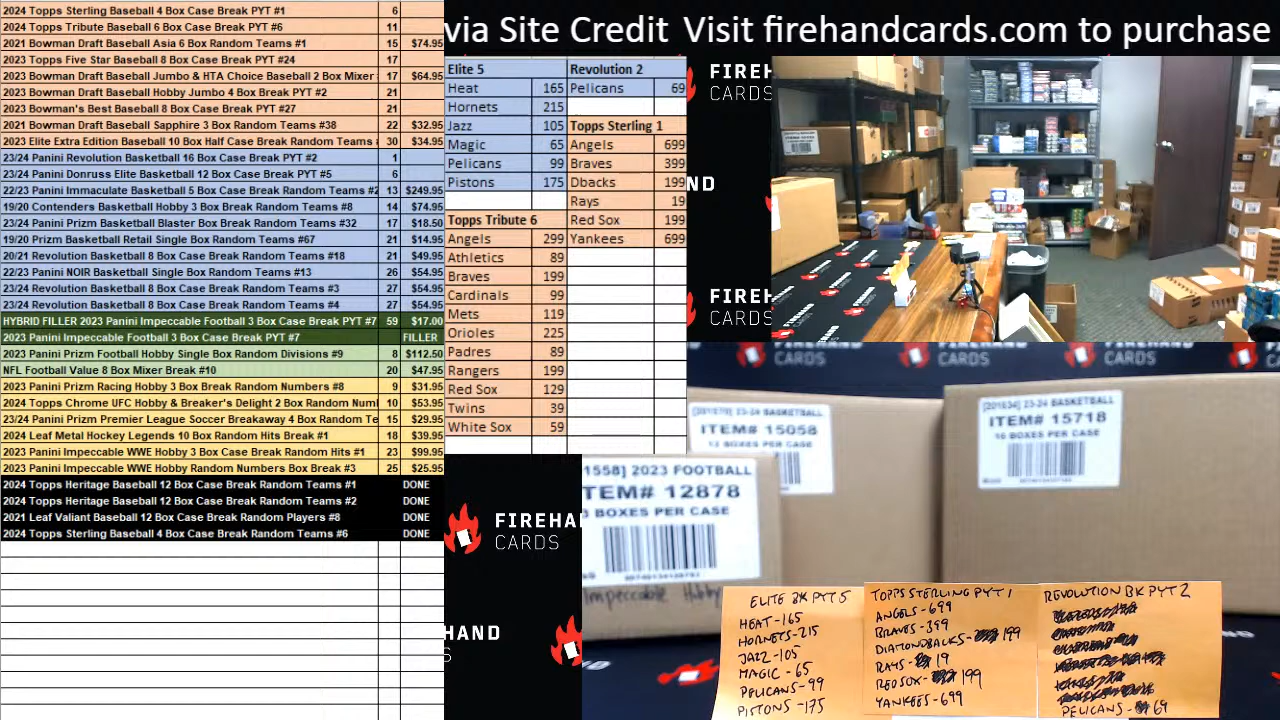 via Site Credit Visit firehandcards.com to purchase
2024 Topps Sterling Baseball 4 Box Case Break PYT #1 6
2024 Topps Tribute Baseball 6 Box Case Break PYT #6 11
2021 Bowman Draft Baseball Asia 6 Box Random Teams #1 15 $74.95
2023 Topps Five Star Baseball 8 Box Case Break PYT #24 17
2023 Bowman Draft Baseball Jumbo & HTA Choice Baseball 2 Box Mixer 17 $64.95
2023 Bowman Draft Baseball Hobby Jumbo 4 Box Case Break PYT #2 21
2023 Bowman's Best Baseball 8 Box Case Break PYT #27 21
2021 Bowman Draft Baseball Sapphire 3 Box Random Teams #38 22 $32.95
2023 Elite Extra Edition Baseball 10 Box Half Case Break Random Teams 30 $34.95
23/24 Panini Revolution Basketball 16 Box Case Break PYT #2 1
23/24 Panini Donruss Elite Basketball 12 Box Case Break PYT #5 6
22/23 Panini Immaculate Basketball 5 Box Case Break Random Teams #2 13 $249.95
19/20 Contenders Basketball Hobby 3 Box Random Teams #8 14 $74.95
23/24 Panini Prizm Basketball Blaster Box Random Teams #32 17 $18.50
19/20 Prizm Basketball Retail Single Box Random Teams #67 21 $14.95
20/21 Revolution Basketball 8 Box Random Teams #18 21 $49.95
22/23 Panini NOIR Basketball Single Box Random Teams #13 26 $54.95
23/24 Revolution Basketball 8 Box Random Teams #3 27 $54.95
23/24 Revolution Basketball 8 Box Random Teams #4 27 $54.95
HYBRID FILLER 2023 Panini Impeccable Football 3 Box Case Break PYT #7 59 $17.00
2023 Panini Impeccable Football 3 Box Case Break PYT #7 FILLER
2023 Panini Prizm Football Hobby Single Box Random Divisions #9 8 $112.50
NFL Football Value 8 Box Mixer Break #10 20 $47.95
2023 Panini Prizm Racing Hobby 3 Box Break Random Numbers #8 9 $31.95
2024 Topps Chrome UFC Hobby & Breaker's Delight 2 Box Random Numl 10 $53.95
23/24 Panini Prizm Premier League Soccer Breakaway 4 Box Random Te 15 $29.95
2024 Leaf Metal Hockey Legends 10 Box Random Hits Break #1 18 $39.95
2023 Panini Impeccable WWE Hobby 3 Box Case Break Random Hits #1 23 $99.95
2023 Panini Impeccable WWE Hobby Random Numbers Box Break #3 25 $25.95
2024 Topps Heritage Baseball 12 Box Case Break Random Teams #1 DONE
2024 Topps Heritage Baseball 12 Box Case Break Random Teams #2 DONE
2021 Leaf Valiant Baseball 12 Box Case Break Random Players #8 DONE
2024 Topps Sterling Baseball 4 Box Case Break Random Teams #6 DONE
Elite 5
Heat 165
Hornets 215
Jazz 105
Magic 65
Pelicans 99
Pistons 175
Topps Tribute 6
Angels 299
Athletics 89
Braves 199
Cardinals 99
Mets 119
Orioles 225
Padres 89
Rangers 199
Red Sox 129
Twins 39
White Sox 59
Revolution 2
Pelicans 69
Topps Sterling 1
Angels 699
Braves 399
Dbacks 199
Rays 19
Red Sox 199
Yankees 699
FIREH
CARDS
ND
FIREH
CARDS
FIREHAN
CARDS
HAND
S
CARDS
CARDS
CARDS
23-24 BASKETBALL
ITEM# 15058
12 BOXES PER CASE
[201634] 23-24 BASKETBALL
ITEM# 15718
16 BOXES PER CASE
1558] 2023 FOOTBALL
TEM# 12878
3 BOXES PER CASE
Impeccable Hobby
ELITE BK PYT 5
HEAT-165
HORNETS-215
JAZZ-105
MAGIC-65
PELICANS-99
PISTONS-175
TOPPS STERLING PYT 1
ANGELS-699
BRAVES-399
DIAMONDBACKS- 199
RAYS- 19
RED SOX- 199
YANKEES-699
REVOLUTION BK PYT 2
PELICANS- 69